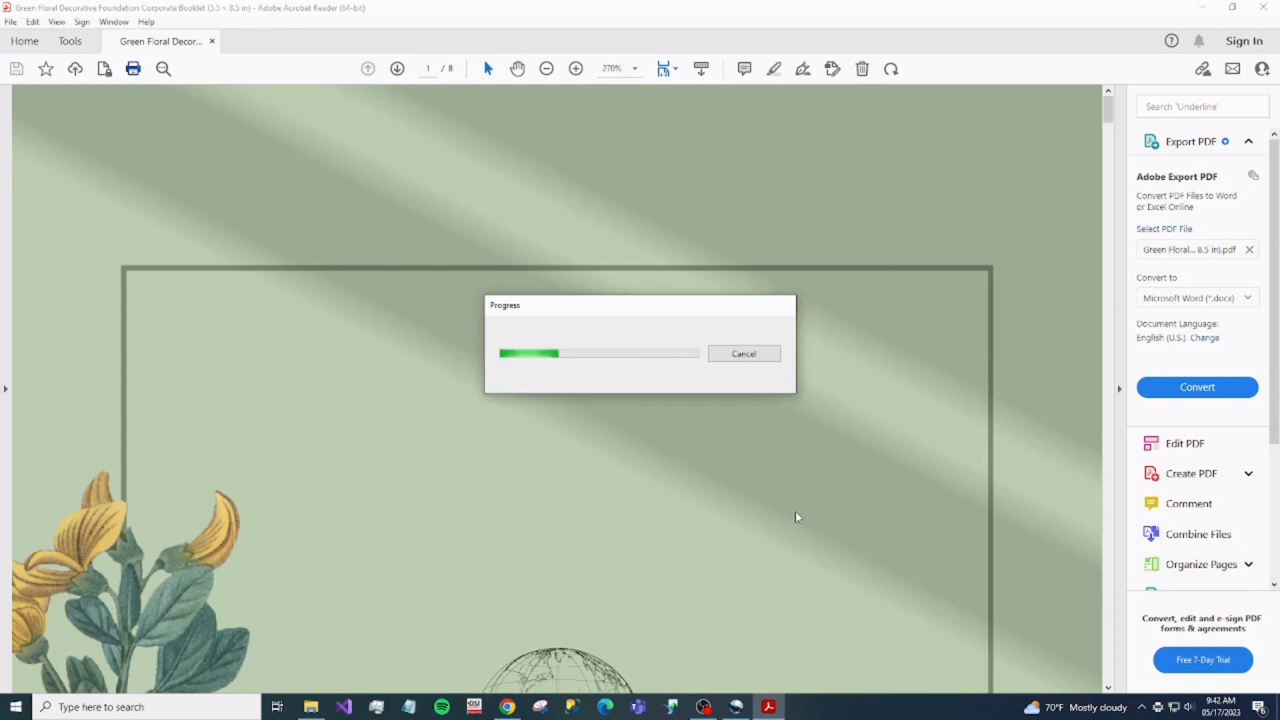 Green Floral Decorative Foundation Corporate Booklet (5.5 × 8.5 in) - Adobe Acrobat Reader (64-bit)
File Edit View Sign Window Help
Home Tools Green Floral Decor... × Sign In
1 / 8 270%
Search 'Underline'
Export PDF
Adobe Export PDF
Convert PDF Files to Word
or Excel Online
Select PDF File
Green Floral... 8.5 in).pdf
Convert to
Microsoft Word (*.docx)
Document Language:
English (U.S.) Change
Convert
Edit PDF
Create PDF
Comment
Combine Files
Organize Pages
Convert, edit and e-sign PDF
forms & agreements
Free 7-Day Trial
Progress
Cancel
Type here to search
70°F Mostly cloudy
9:42 AM
05/17/2023
6